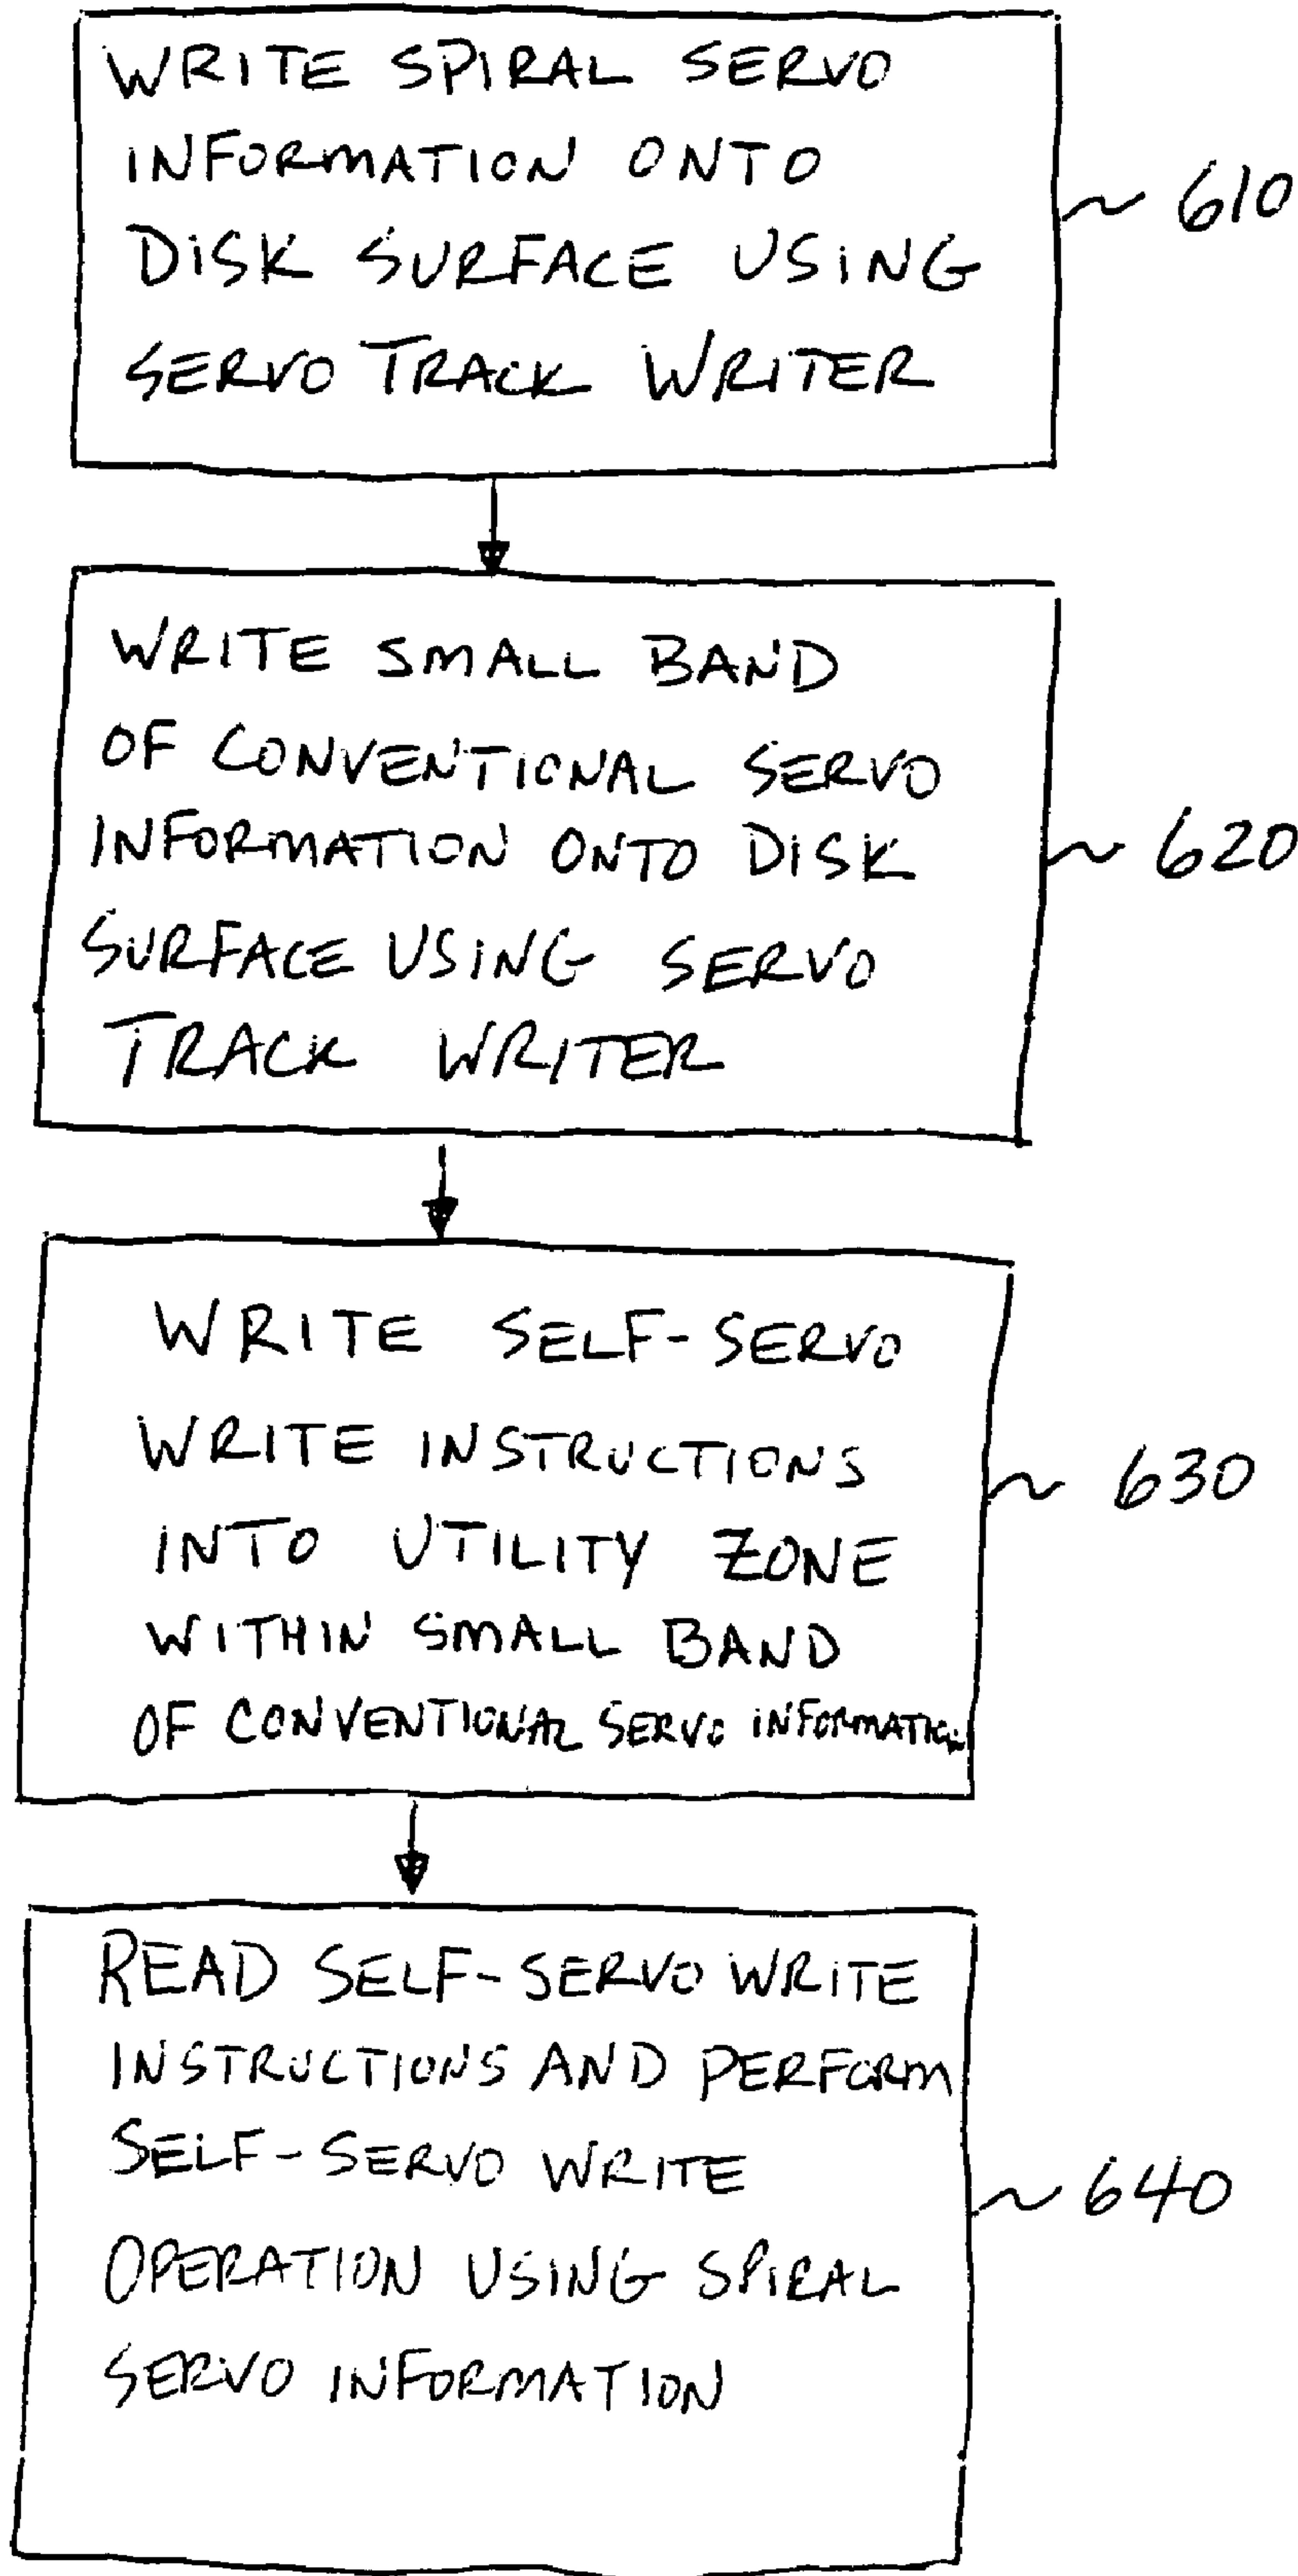 WRITE SPIRAL SERVO
INFORMATION ONTO
DISK SURFACE USING
SERVO TRACK WRITER
610
WRITE SMALL BAND
OF CONVENTIONAL SERVO
INFORMATION ONTO DISK
SURFACE USING SERVO
TRACK WRITER
620
WRITE SELF-SERVO
WRITE INSTRUCTIONS
INTO UTILITY ZONE
WITHIN SMALL BAND
OF CONVENTIONAL SERVO INFORMATION
630
READ SELF-SERVO WRITE
INSTRUCTIONS AND PERFORM
SELF-SERVO WRITE
OPERATION USING SPIRAL
SERVO INFORMATION
640